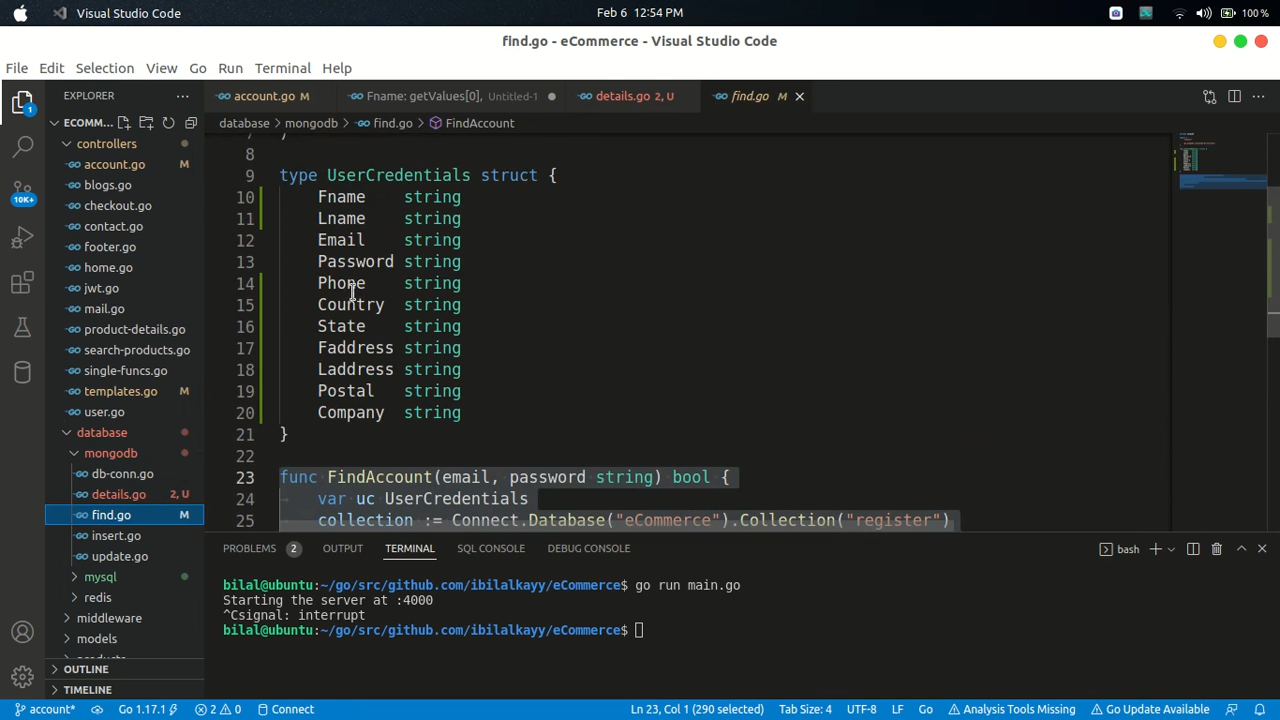 Visual Studio Code
Feb 6 12:54 PM
100 %
find.go - eCommerce - Visual Studio Code
File Edit Selection View Go Run Terminal Help
EXPLORER
account.go M
Fname: getValues[0], Untitled-1
details.go 2, U
find.go M
database > mongodb > find.go > FindAccount
ECOMM...
controllers
account.go M
blogs.go
checkout.go
contact.go
footer.go
home.go
jwt.go
mail.go
product-details.go
search-products.go
single-funcs.go
templates.go M
user.go
database
mongodb
db-conn.go
details.go 2, U
find.go M
insert.go
update.go
mysql
redis
middleware
models
OUTLINE
TIMELINE
1
10K+
8
9 type UserCredentials struct {
10 Fname string
11 Lname string
12 Email string
13 Password string
14 Phone string
15 Country string
16 State string
17 Faddress string
18 Laddress string
19 Postal string
20 Company string
21 }
22
23 func FindAccount(email, password string) bool {
24 var uc UserCredentials
25 collection := Connect.Database("eCommerce").Collection("register")
PROBLEMS 2 OUTPUT TERMINAL SQL CONSOLE DEBUG CONSOLE
bash
bilal@ubuntu:~/go/src/github.com/ibilalkayy/eCommerce$ go run main.go
Starting the server at :4000
^Csignal: interrupt
bilal@ubuntu:~/go/src/github.com/ibilalkayy/eCommerce$
account* Go 1.17.1 2 0 Connect
Ln 23, Col 1 (290 selected) Tab Size: 4 UTF-8 LF Go Analysis Tools Missing Go Update Available